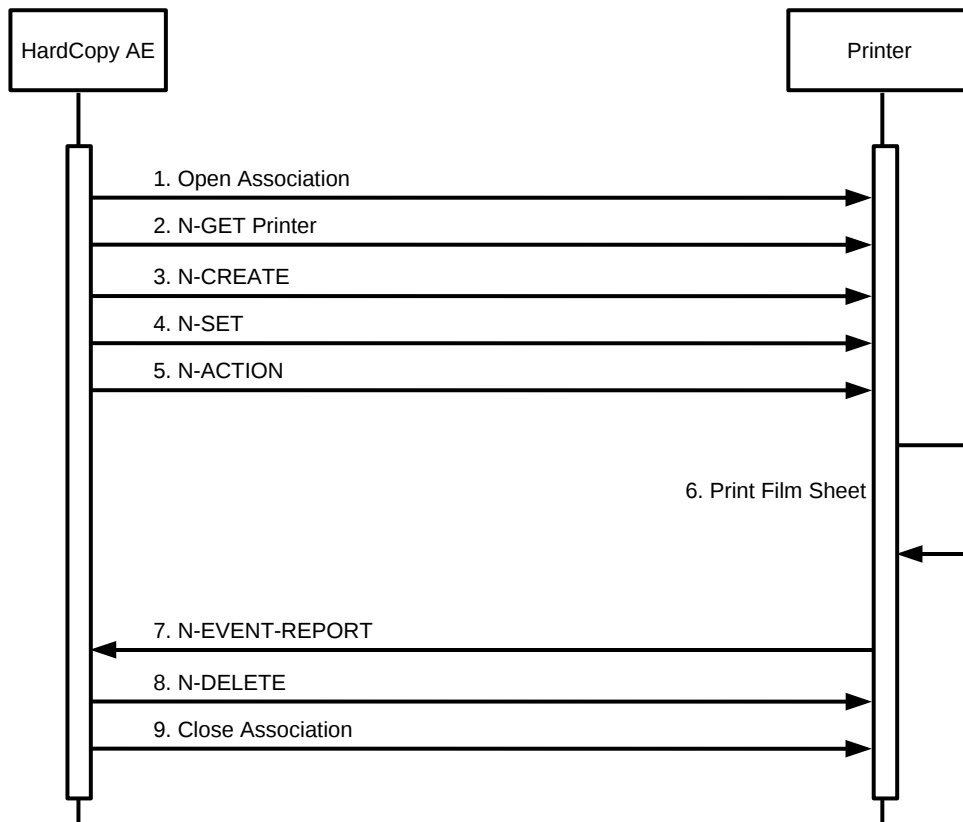 HardCopy AE
Printer
1. Open Association
2. N-GET Printer
3. N-CREATE
4. N-SET
5. N-ACTION
6. Print Film Sheet
7. N-EVENT-REPORT
8. N-DELETE
9. Close Association